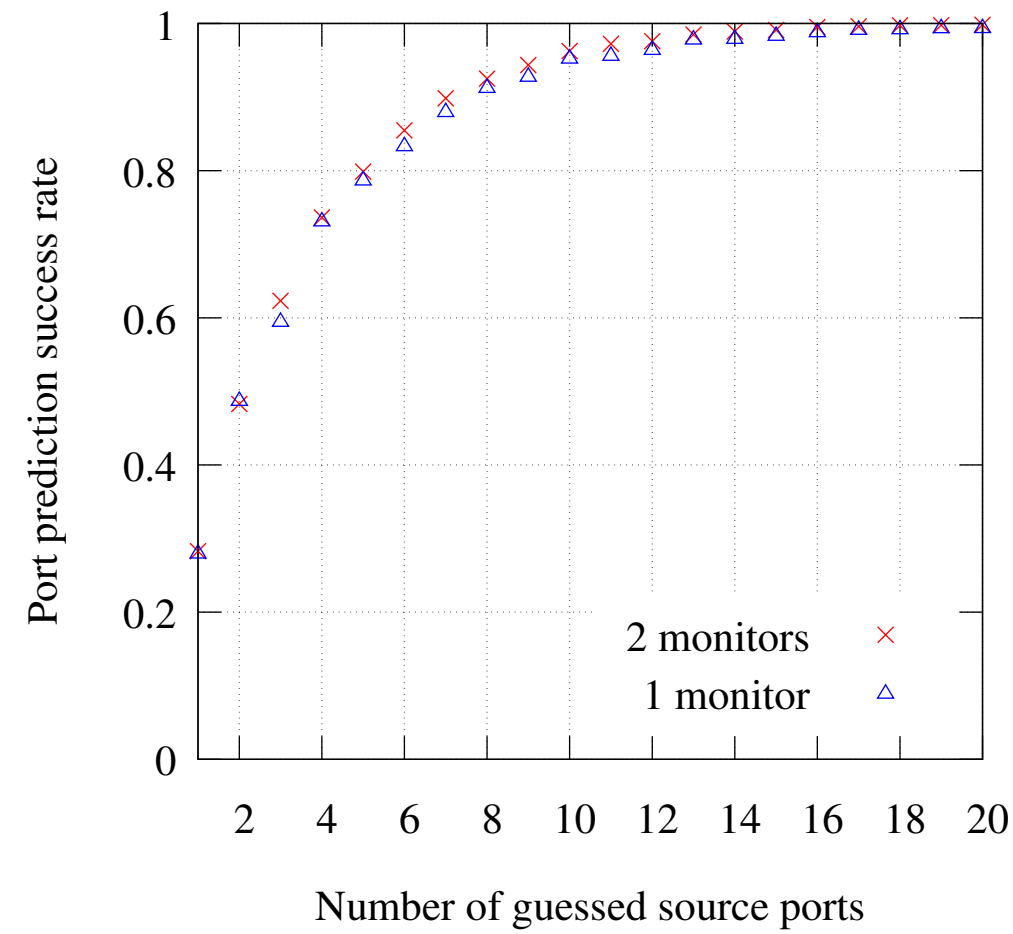 1
0.8
0.6
0.4
0.2
0
Port prediction success rate
2 monitors
1 monitor
2 4 6 8 10 12 14 16 18 20
Number of guessed source ports